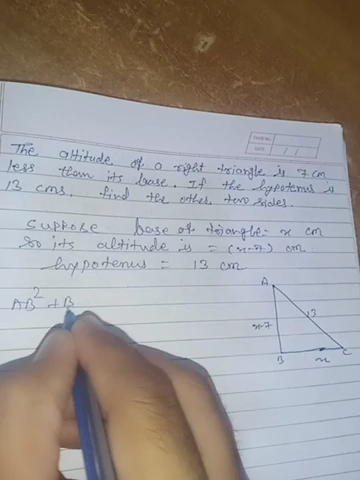 The altitude of a right triangle is 7 cm
less them its base. If the hypotenus is
13 cms. find the other two sides.
suppose base of triangle = x cm
so its altitude is = (x-7) cm
hypotenus = 13 cm
AB² + B
A
x-7
13
B
x
C
DATE